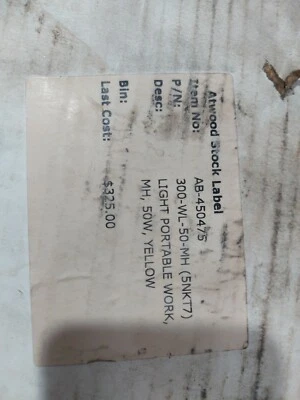 Atwood Stock Label
Item No: AB-450475
P/N: 300-WL-50-MH (5NKT7)
Desc: LIGHT PORTABLE WORK,
MH, 50W, YELLOW
Bin:
Last Cost: $325.00